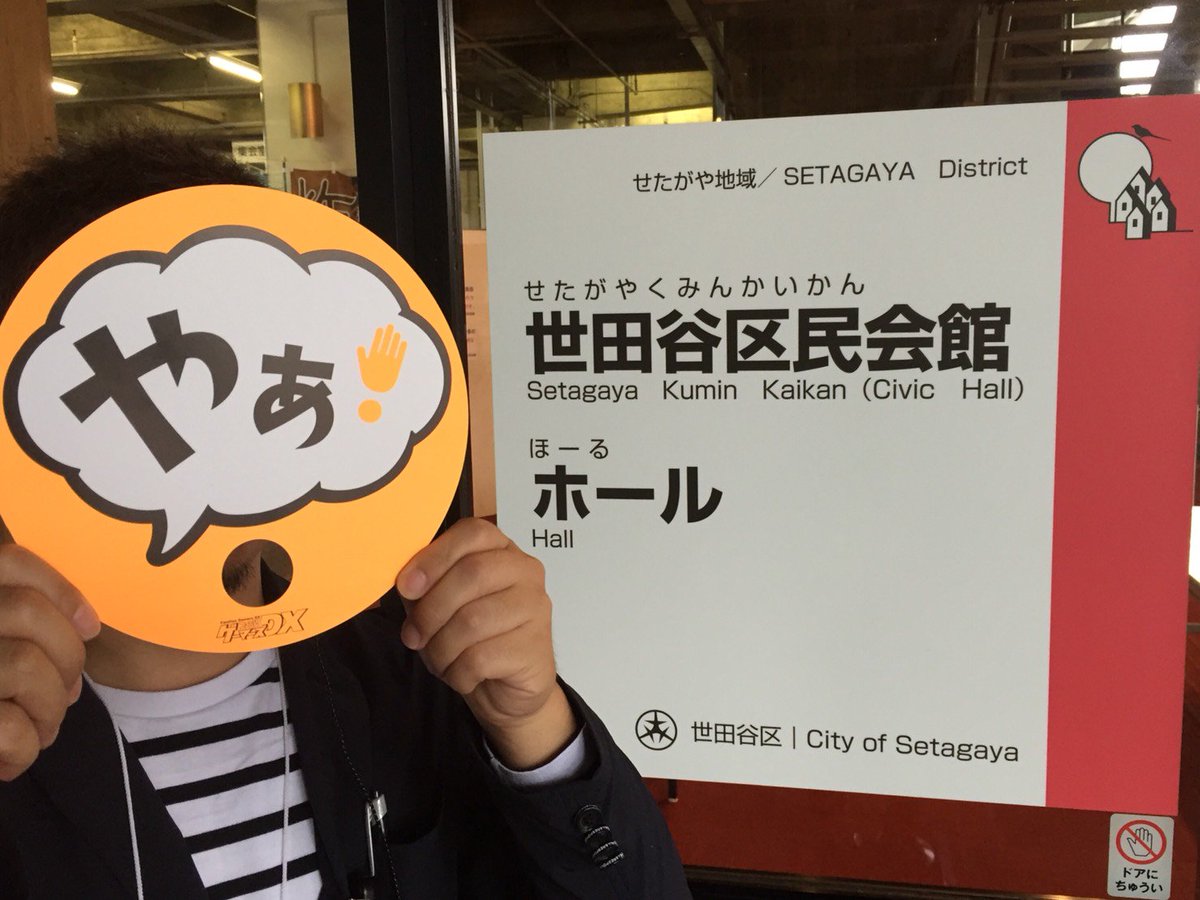 やぁ!
せたがや地域／SETAGAYA District
せたがやくみんかいかん
世田谷区民会館
Setagaya Kumin Kaikan (Civic Hall)
ほーる
ホール
Hall
世田谷区 | City of Setagaya
ドアに
ちゅうい